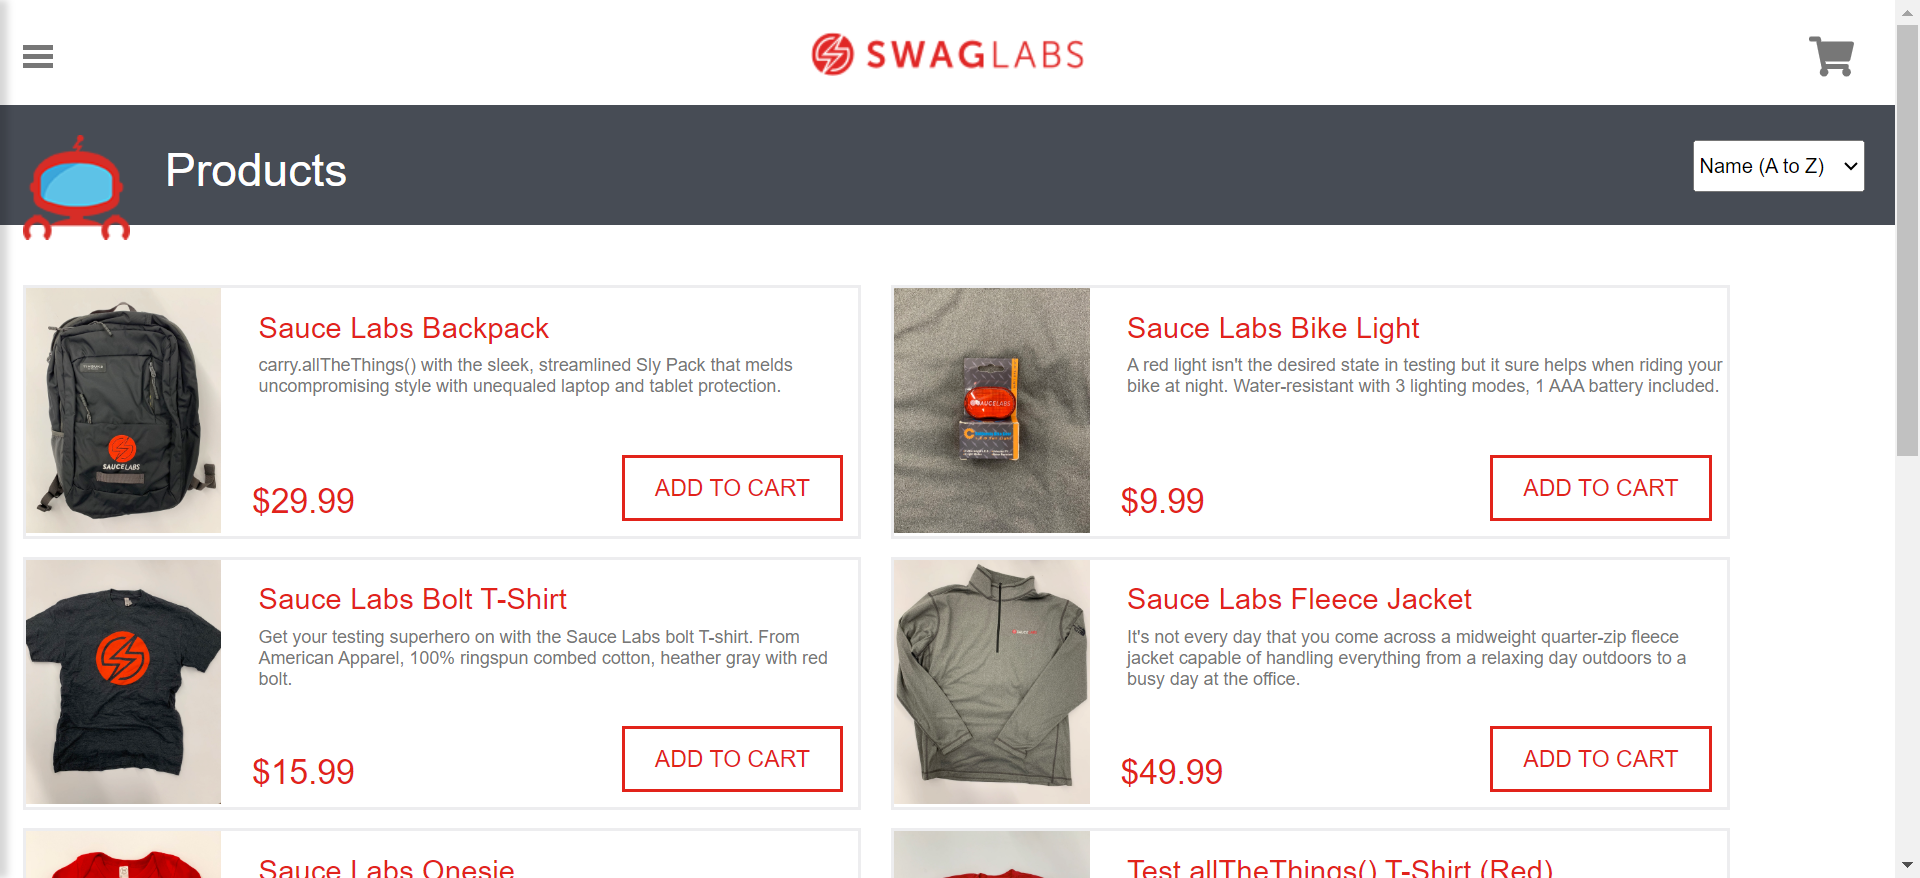 SWAGLABS
Products
Name (A to Z)
Sauce Labs Backpack
carry.allTheThings() with the sleek, streamlined Sly Pack that melds
uncompromising style with unequaled laptop and tablet protection.
$29.99
ADD TO CART
SAUCELABS
Sauce Labs Bike Light
A red light isn't the desired state in testing but it sure helps when riding your
bike at night. Water-resistant with 3 lighting modes, 1 AAA battery included.
$9.99
ADD TO CART
SAUCELABS
Sauce Labs Bolt T-Shirt
Get your testing superhero on with the Sauce Labs bolt T-shirt. From
American Apparel, 100% ringspun combed cotton, heather gray with red
bolt.
$15.99
ADD TO CART
Sauce Labs Fleece Jacket
It's not every day that you come across a midweight quarter-zip fleece
jacket capable of handling everything from a relaxing day outdoors to a
busy day at the office.
$49.99
ADD TO CART
Sauce Labs Onesie
Test.allTheThings() T-Shirt (Red)